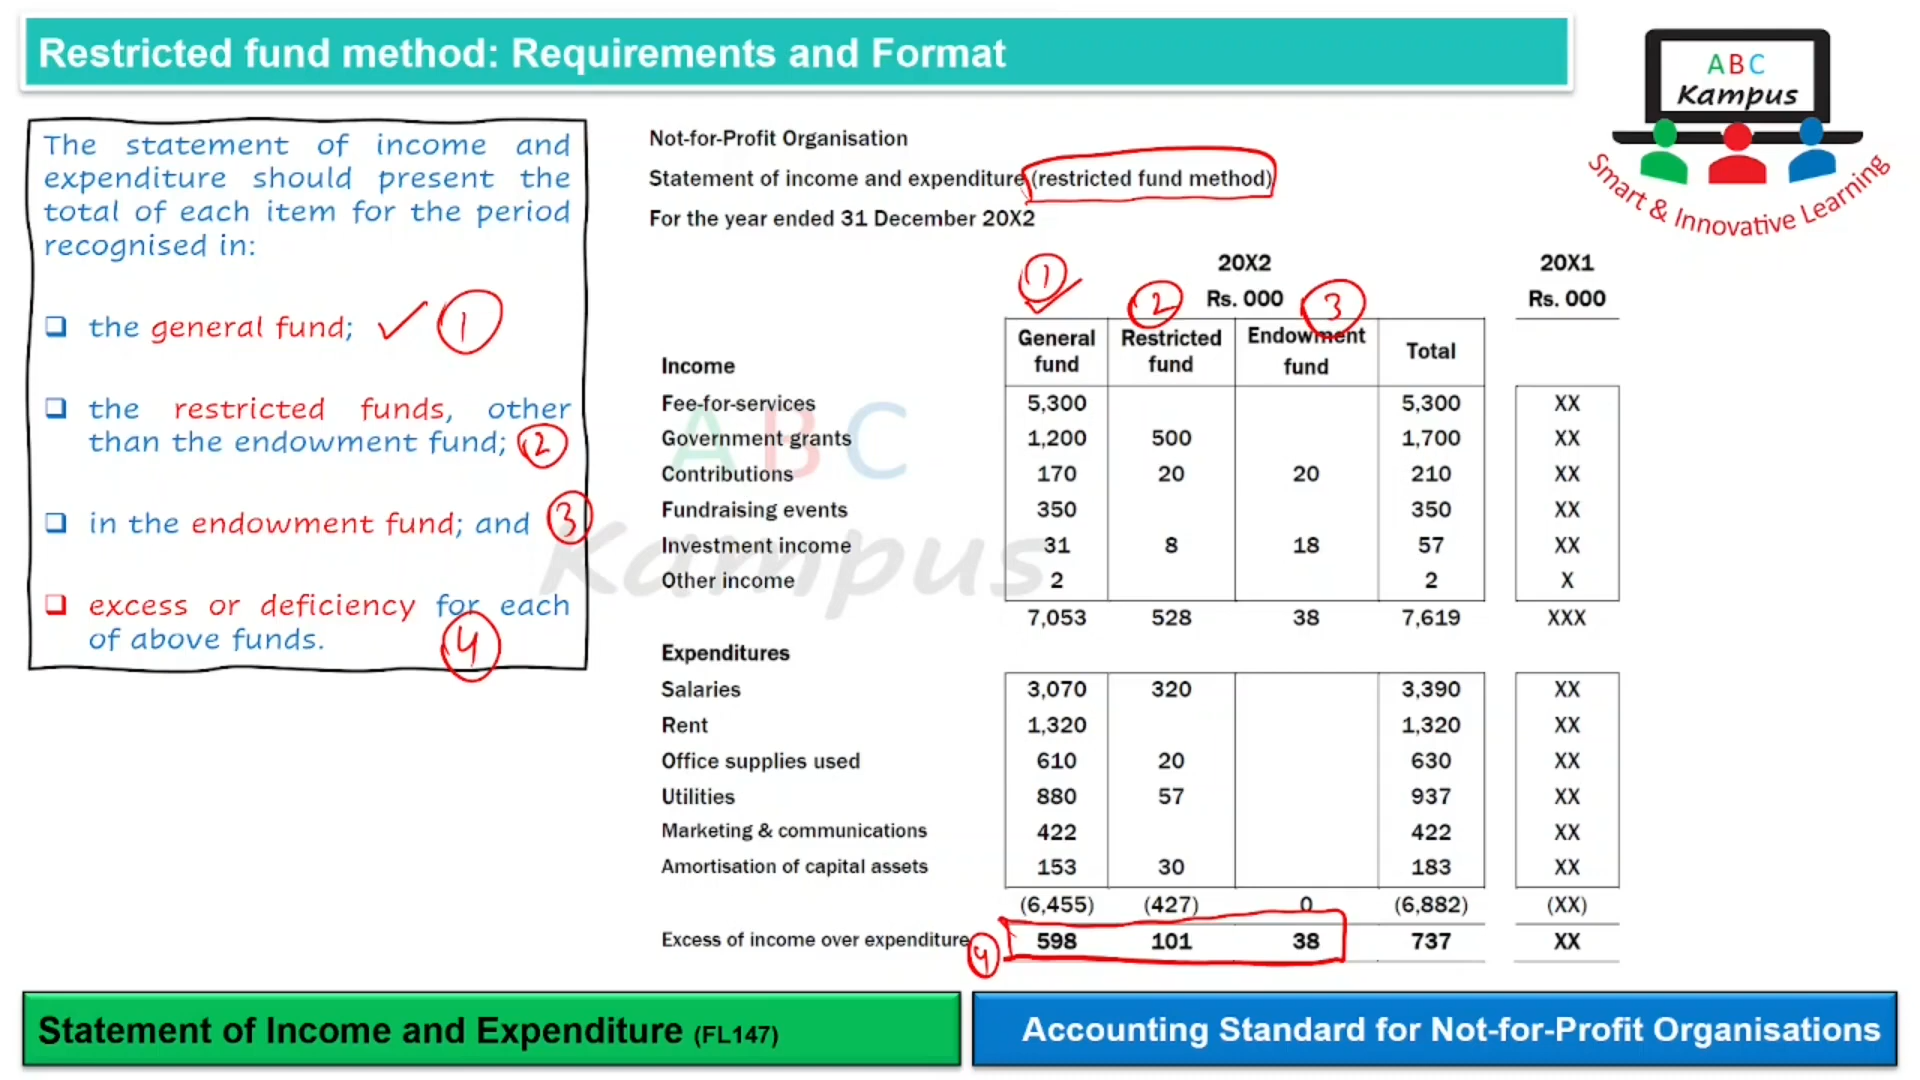 Restricted fund method: Requirements and Format
ABC
Kampus
Smart & Innovative Learning
The statement of income and
expenditure should present the
total of each item for the period
recognised in:
❑ the general fund; ✓ 1
❑ the restricted funds, other
than the endowment fund; 2
❑ in the endowment fund; and 3
❑ excess or deficiency for each
of above funds. 4
Not-for-Profit Organisation
Statement of income and expenditure (restricted fund method)
For the year ended 31 December 20X2
20X2 20X1
1 2 Rs. 000 3 Rs. 000
Income General fund Restricted fund Endowment fund Total
Fee-for-services 5,300 5,300 XX
Government grants 1,200 500 1,700 XX
Contributions 170 20 20 210 XX
Fundraising events 350 350 XX
Investment income 31 8 18 57 XX
Other income 2 2 X
7,053 528 38 7,619 XXX
Expenditures
Salaries 3,070 320 3,390 XX
Rent 1,320 1,320 XX
Office supplies used 610 20 630 XX
Utilities 880 57 937 XX
Marketing & communications 422 422 XX
Amortisation of capital assets 153 30 183 XX
(6,455) (427) 0 (6,882) (XX)
Excess of income over expenditure 4 598 101 38 737 XX
ABC
Kampus
Statement of Income and Expenditure (FL147)
Accounting Standard for Not-for-Profit Organisations